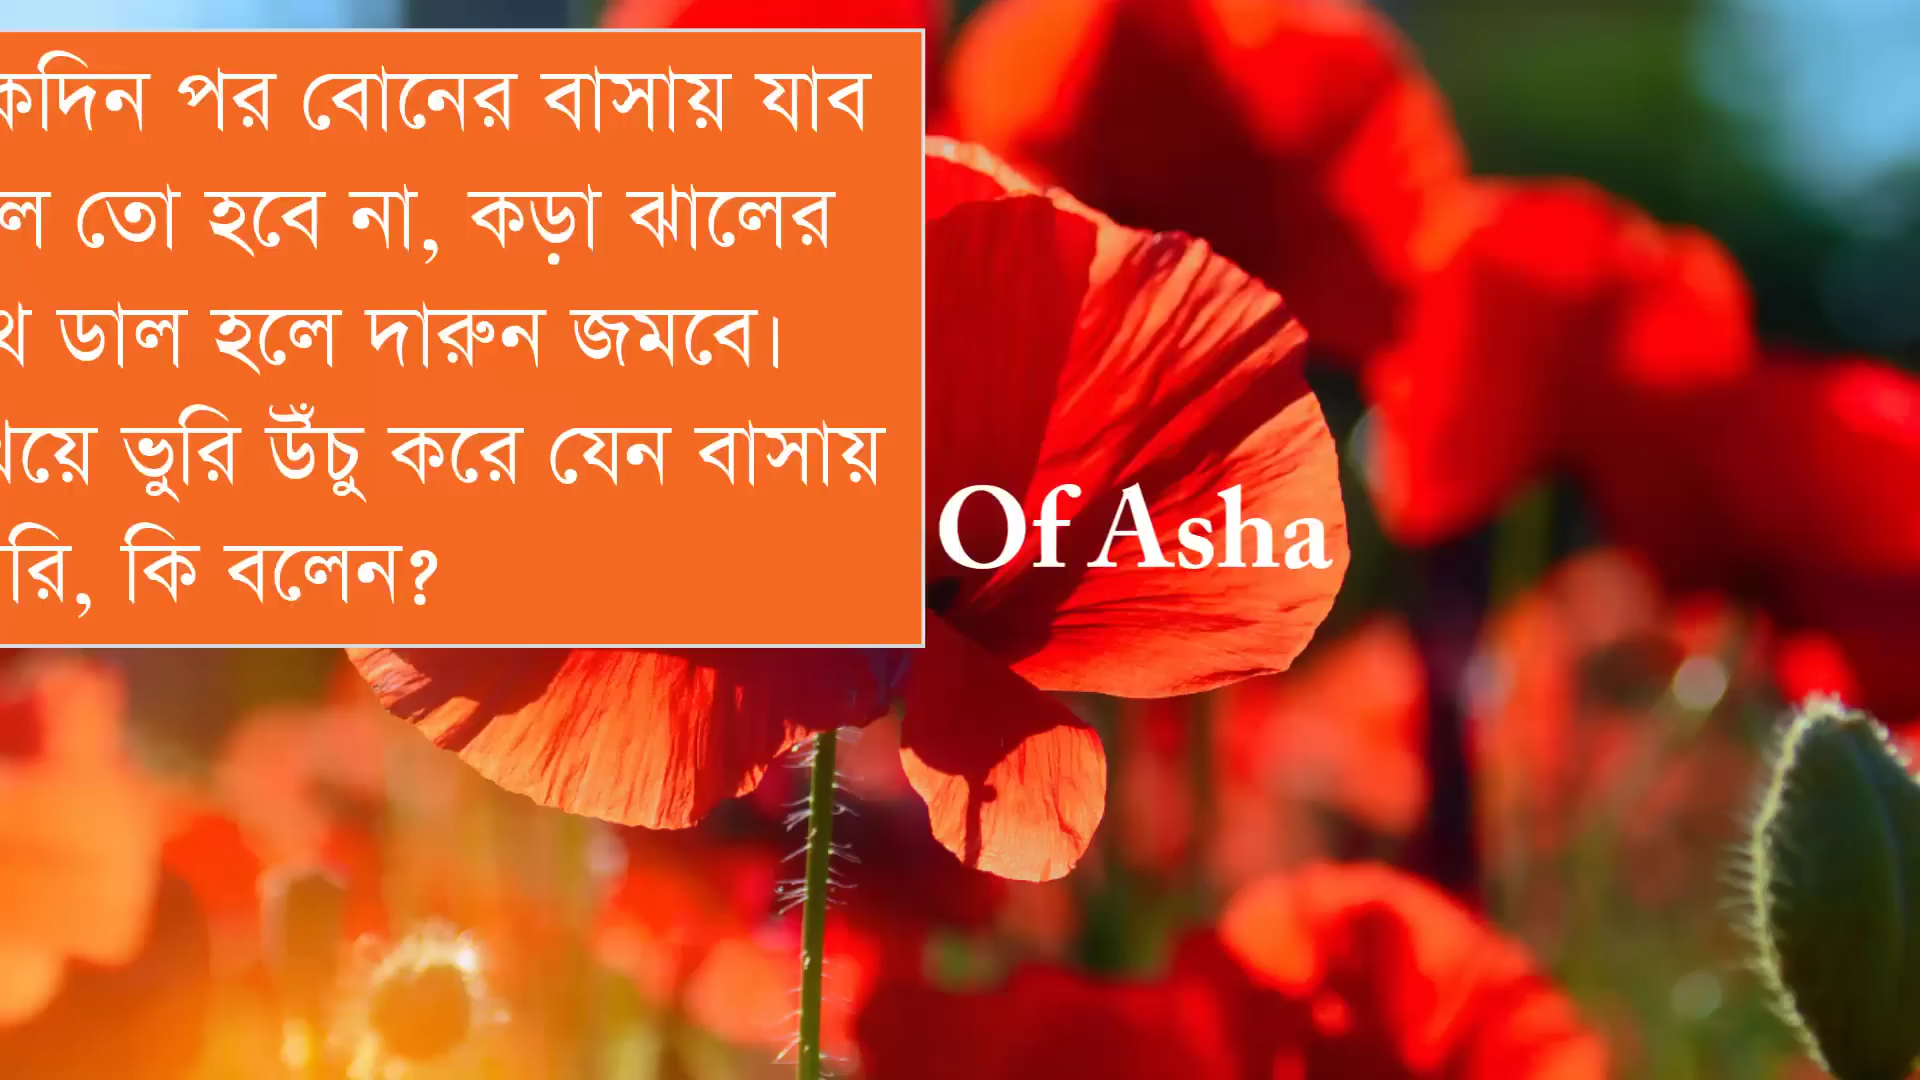 কদিন পর বোনের বাসায় যাব
তো হবে না, কড়া ঝালের
ডাল হলে দারুন জমবে।
ভুরি উঁচু করে যেন বাসায়
কি বলেন?
Of Asha